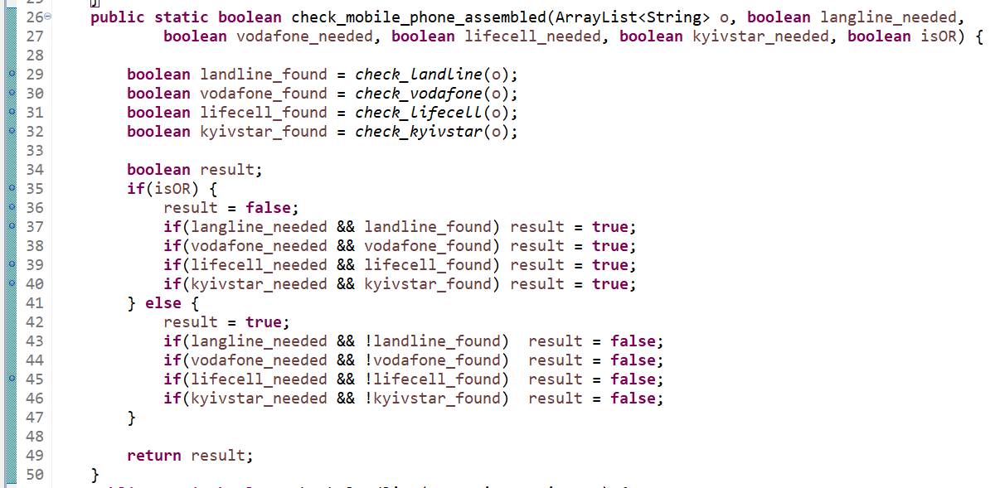 26 public static boolean check_mobile_phone_assembled(ArrayList<String> o, boolean langline_needed,
27 boolean vodafone_needed, boolean lifecell_needed, boolean kyivstar_needed, boolean isOR) {
28
29 boolean landline_found = check_landline(o);
30 boolean vodafone_found = check_vodafone(o);
31 boolean lifecell_found = check_lifecell(o);
32 boolean kyivstar_found = check_kyivstar(o);
33
34 boolean result;
35 if(isOR) {
36 result = false;
37 if(langline_needed && landline_found) result = true;
38 if(vodafone_needed && vodafone_found) result = true;
39 if(lifecell_needed && lifecell_found) result = true;
40 if(kyivstar_needed && kyivstar_found) result = true;
41 } else {
42 result = true;
43 if(langline_needed && !landline_found) result = false;
44 if(vodafone_needed && !vodafone_found) result = false;
45 if(lifecell_needed && !lifecell_found) result = false;
46 if(kyivstar_needed && !kyivstar_found) result = false;
47 }
48
49 return result;
50 }